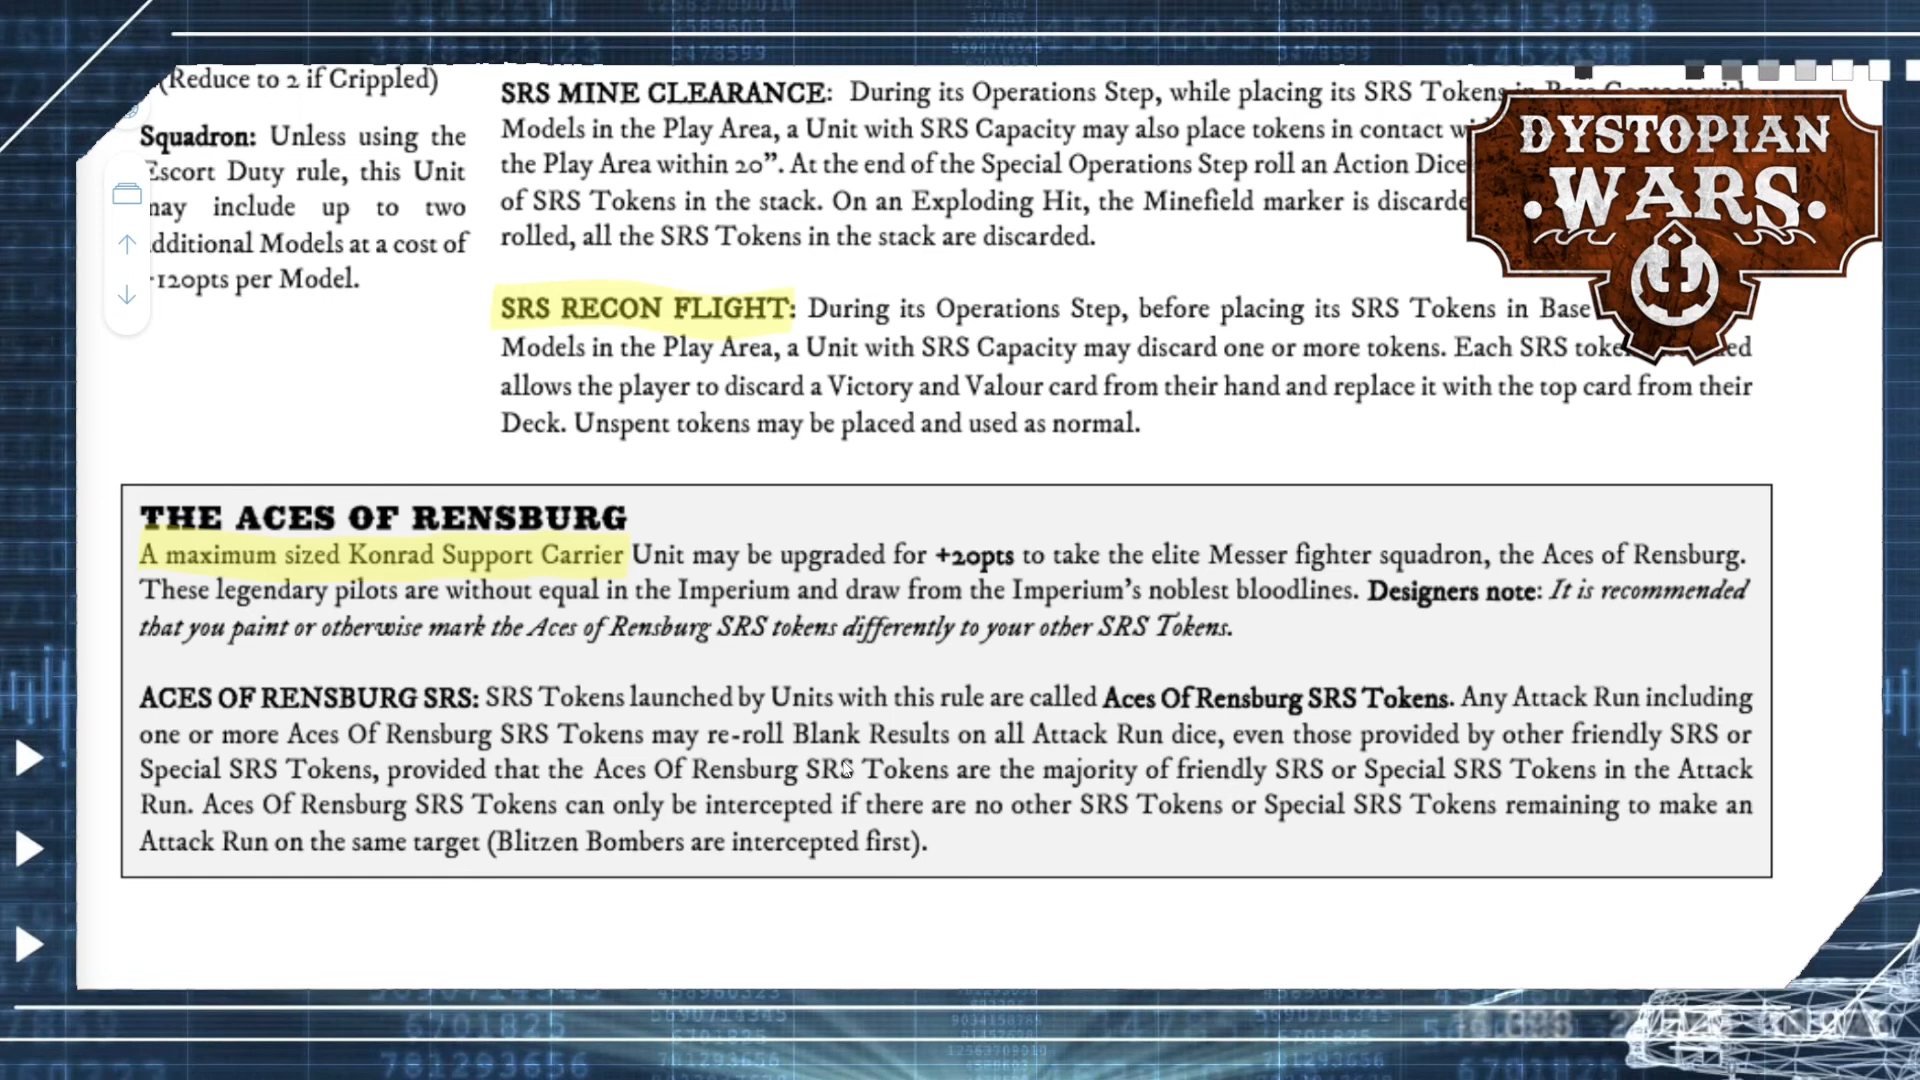 (Reduce to 2 if Crippled)
Squadron: Unless using the
Escort Duty rule, this Unit
may include up to two
dditional Models at a cost of
120pts per Model.
SRS MINE CLEARANCE: During its Operations Step, while placing its SRS Tokens in Base Contact with
Models in the Play Area, a Unit with SRS Capacity may also place tokens in contact
the Play Area within 20”. At the end of the Special Operations Step roll an Action Dice
of SRS Tokens in the stack. On an Exploding Hit, the Minefield marker is discarde
rolled, all the SRS Tokens in the stack are discarded.
SRS RECON FLIGHT: During its Operations Step, before placing its SRS Tokens in Base
Models in the Play Area, a Unit with SRS Capacity may discard one or more tokens. Each SRS toke ed
allows the player to discard a Victory and Valour card from their hand and replace it with the top card from their
Deck. Unspent tokens may be placed and used as normal.
DYSTOPIAN
WARS
THE ACES OF RENSBURG
A maximum sized Konrad Support Carrier Unit may be upgraded for +20pts to take the elite Messer fighter squadron, the Aces of Rensburg.
These legendary pilots are without equal in the Imperium and draw from the Imperium's noblest bloodlines. Designers note: It is recommended
that you paint or otherwise mark the Aces of Rensburg SRS tokens differently to your other SRS Tokens.
ACES OF RENSBURG SRS: SRS Tokens launched by Units with this rule are called Aces Of Rensburg SRS Tokens. Any Attack Run including
one or more Aces Of Rensburg SRS Tokens may re-roll Blank Results on all Attack Run dice, even those provided by other friendly SRS or
Special SRS Tokens, provided that the Aces Of Rensburg SRS Tokens are the majority of friendly SRS or Special SRS Tokens in the Attack
Run. Aces Of Rensburg SRS Tokens can only be intercepted if there are no other SRS Tokens or Special SRS Tokens remaining to make an
Attack Run on the same target (Blitzen Bombers are intercepted first).
6701825
781293656